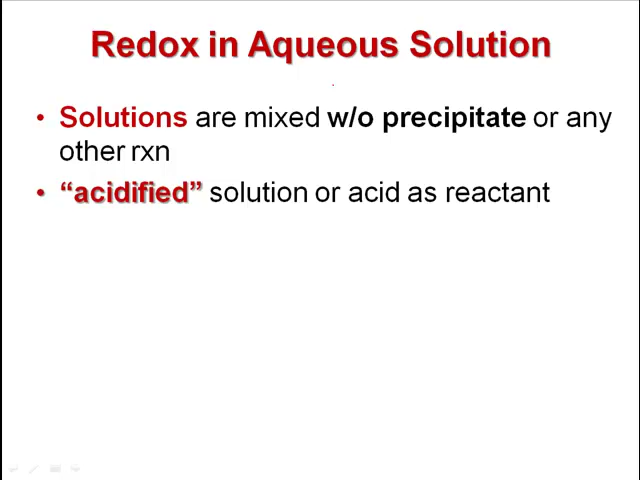 Redox in Aqueous Solution
• Solutions are mixed w/o precipitate or any
other rxn
• “acidified” solution or acid as reactant